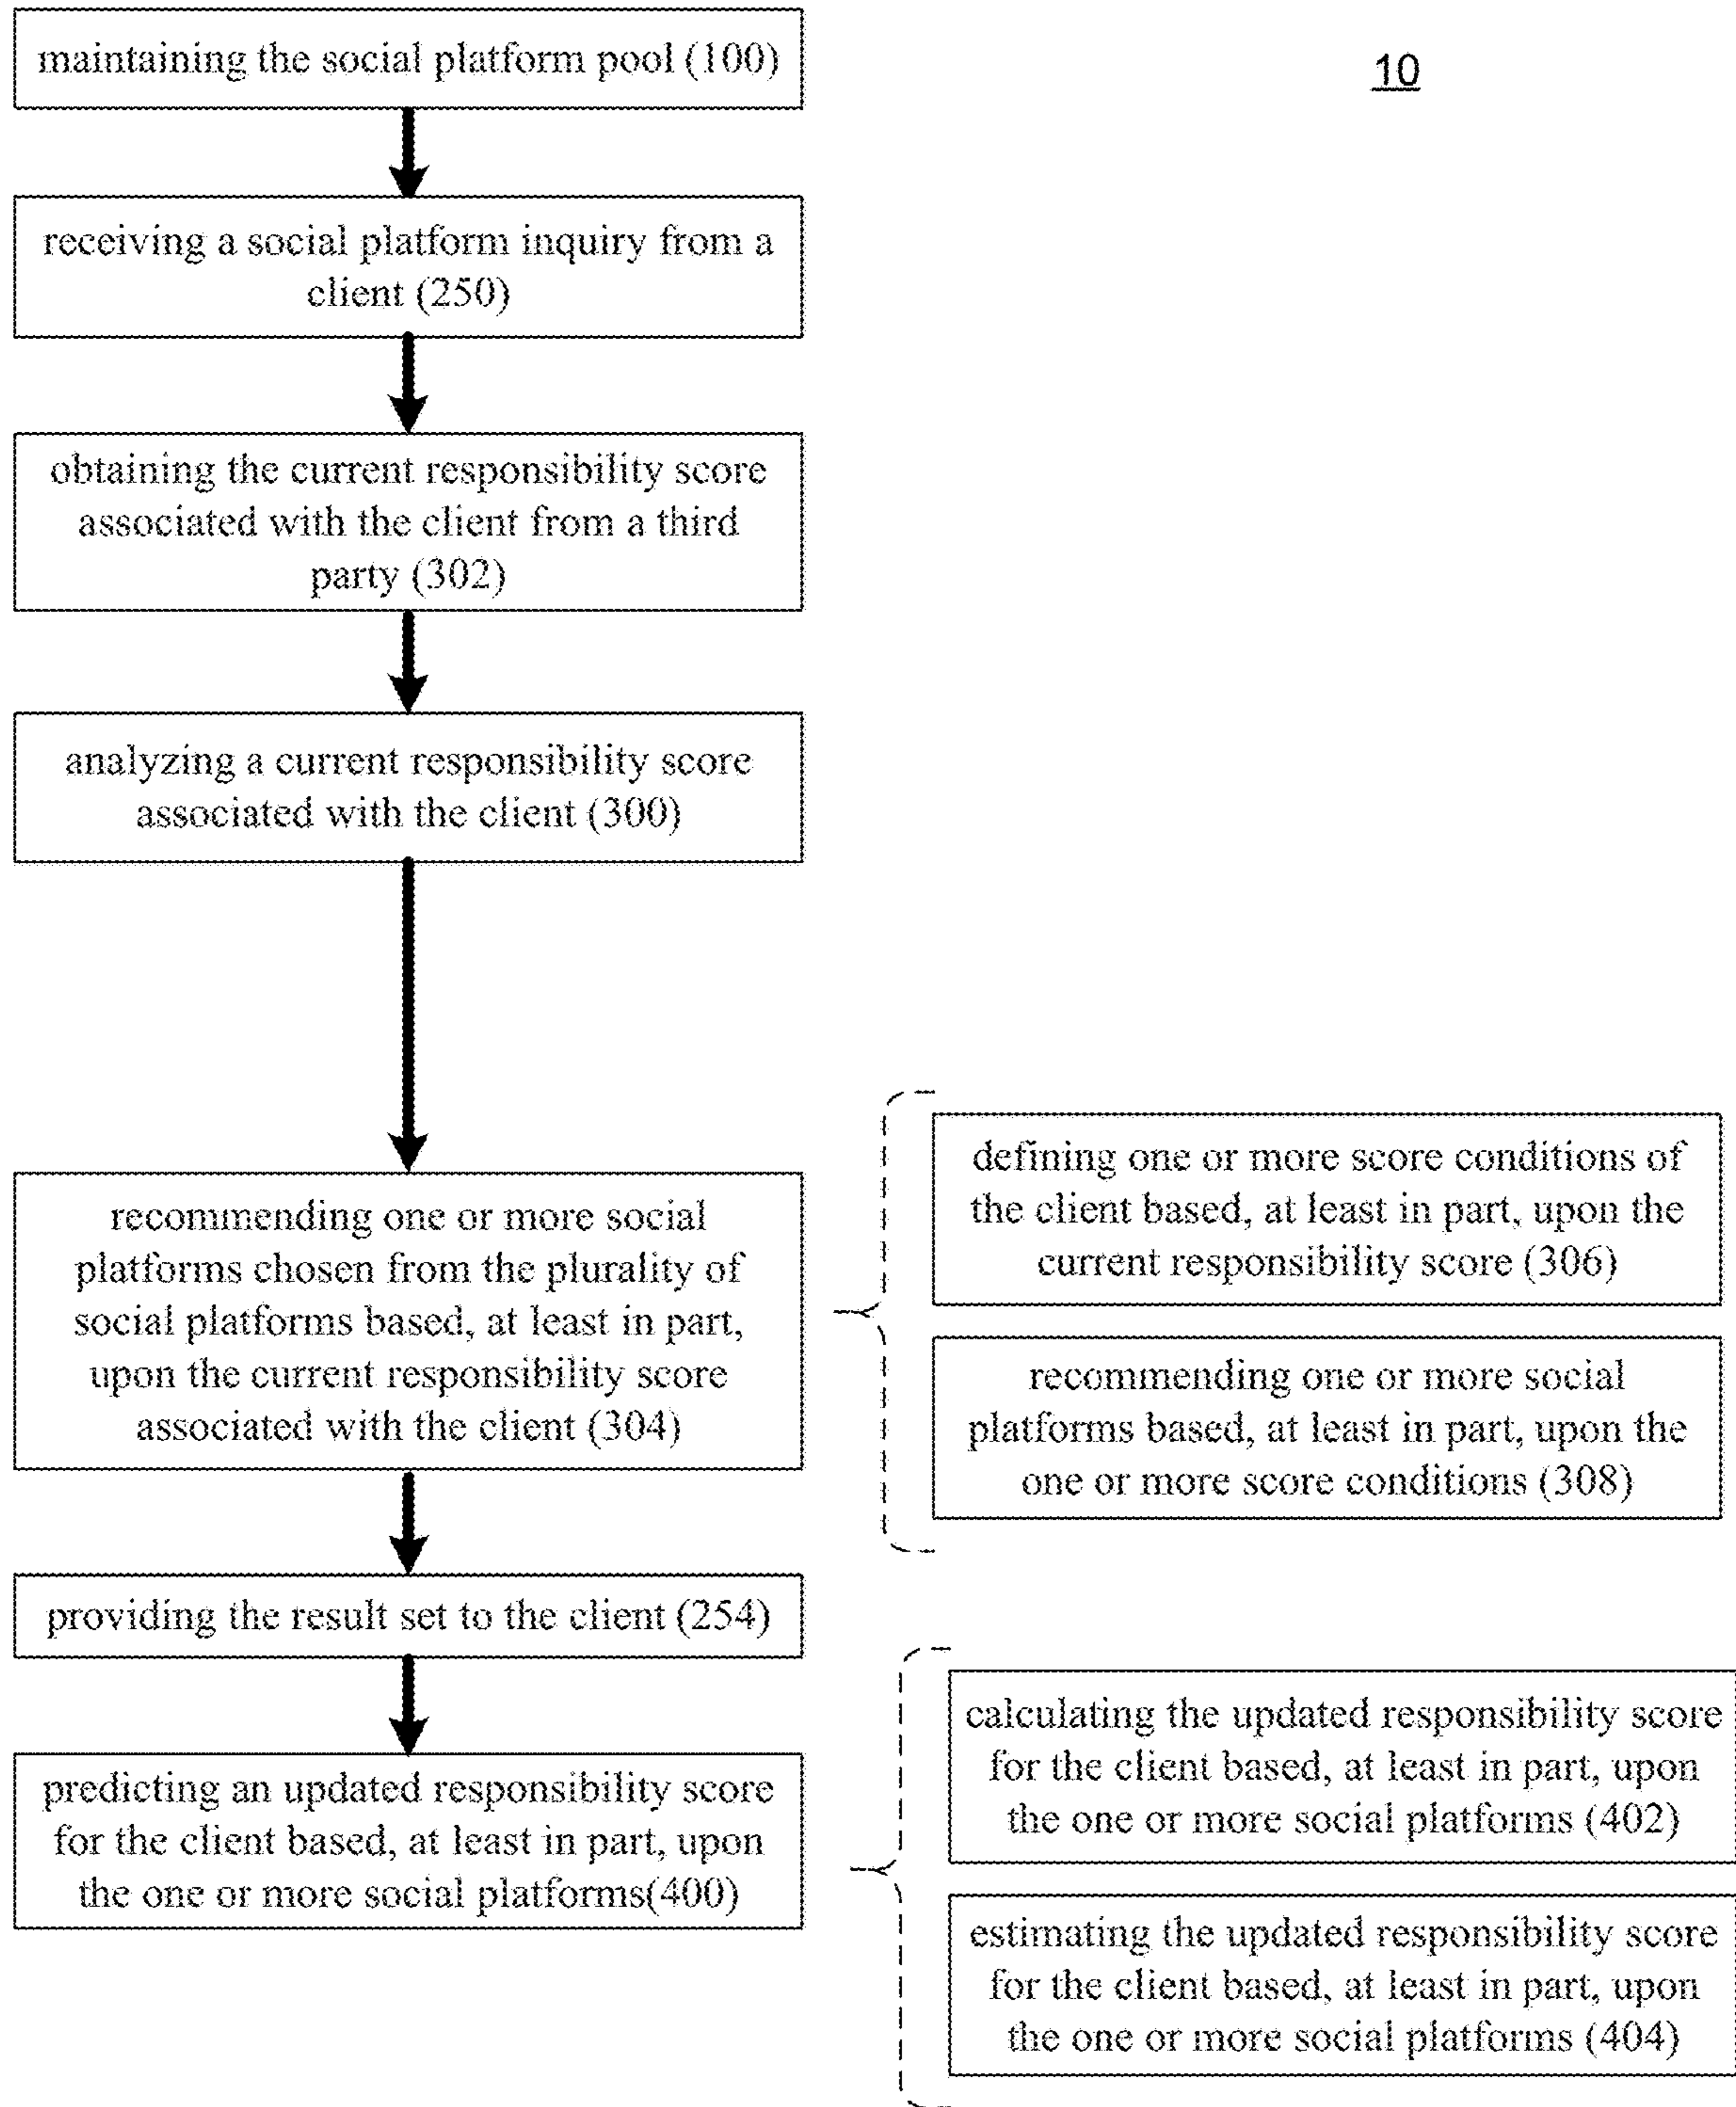 maintaining the social platform pool (100)
10
receiving a social platform inquiry from a
client (250)
obtaining the current responsibility score
associated with the client from a third
party (302)
analyzing a current responsibility score
associated with the client (300)
recommending one or more social
platforms chosen from the plurality of
social platforms based, at least in part,
upon the current responsibility score
associated with the client (304)
defining one or more score conditions of
the client based, at least in part, upon the
current responsibility score (306)
recommending one or more social
platforms based, at least in part, upon the
one or more score conditions (308)
providing the result set to the client (254)
predicting an updated responsibility score
for the client based, at least in part, upon
the one or more social platforms(400)
calculating the updated responsibility score
for the client based, at least in part, upon
the one or more social platforms (402)
estimating the updated responsibility score
for the client based, at least in part, upon
the one or more social platforms (404)